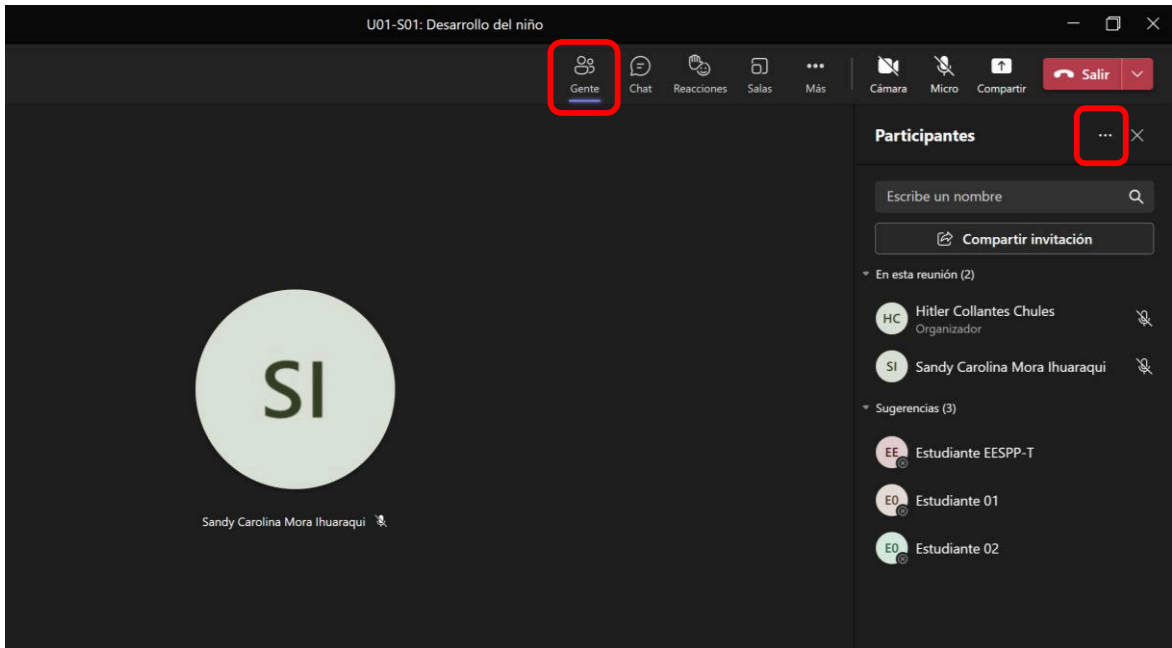 U01-S01: Desarrollo del niño
Gente
Chat
Reacciones
Salas
Más
Cámara
Micro
Compartir
Salir
Participantes
Escribe un nombre
Compartir invitación
En esta reunión (2)
HC
Hitler Collantes Chules
Organizador
SI
Sandy Carolina Mora Ihuaraqui
Sugerencias (3)
EE
Estudiante EESPP-T
E0
Estudiante 01
E0
Estudiante 02
SI
Sandy Carolina Mora Ihuaraqui